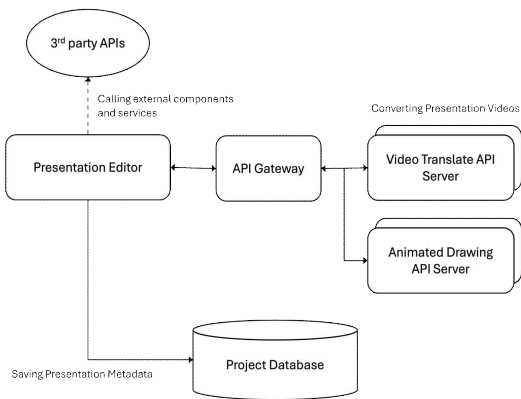 3rd party APIs
Calling external components
and services
Converting Presentation Videos
Presentation Editor
API Gateway
Video Translate API
Server
Animated Drawing
API Server
Project Database
Saving Presentation Metadata